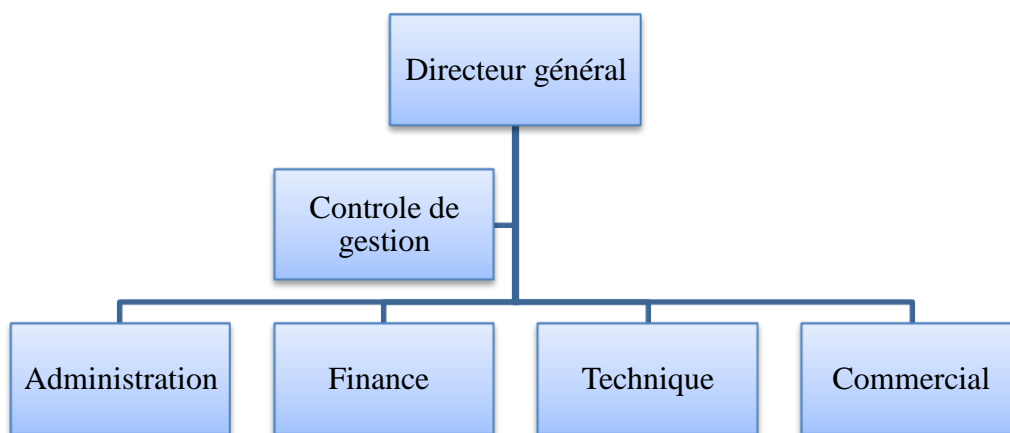 Directeur général
Controle de
gestion
Administration
Finance
Technique
Commercial